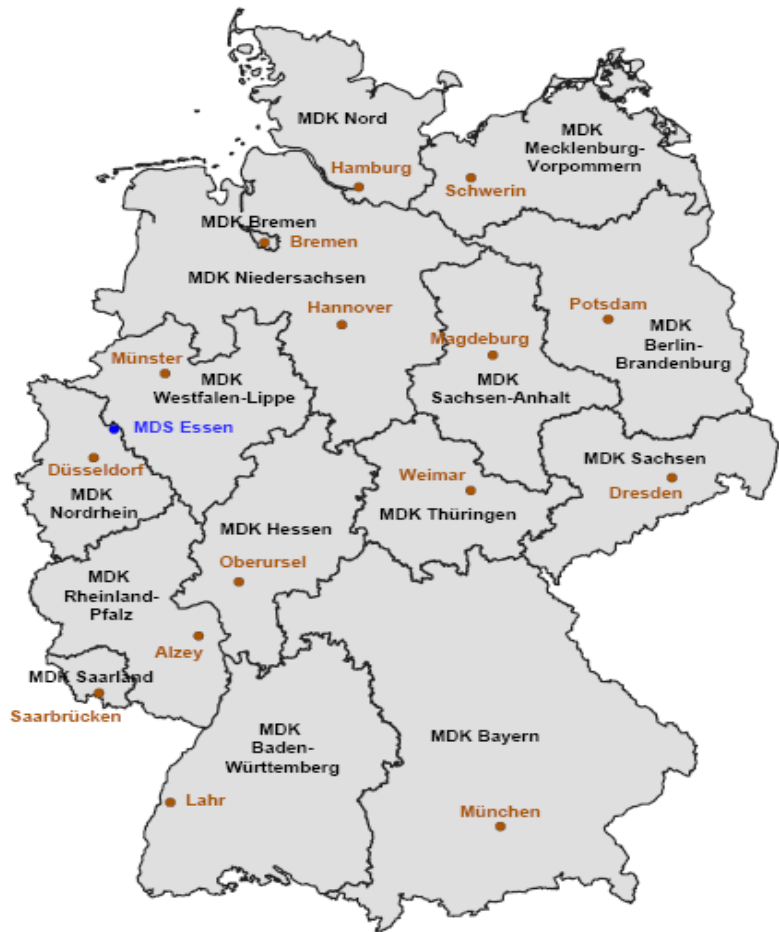 MDK Nord
MDK
Mecklenburg-
Vorpommern
Hamburg
Schwerin
MDK Bremen
Bremen
MDK Niedersachsen
Hannover
Potsdam
Magdeburg
MDK
Berlin-
Brandenburg
Münster
MDK
Westfalen-Lippe
MDK
Sachsen-Anhalt
MDS Essen
Düsseldorf
MDK
Nordrhein
Weimar
MDK Sachsen
Dresden
MDK Thüringen
MDK Hessen
Oberursel
MDK
Rheinland-
Pfalz
Alzey
MDK Saarland
Saarbrücken
MDK
Baden-
Württemberg
MDK Bayern
Lahr
München